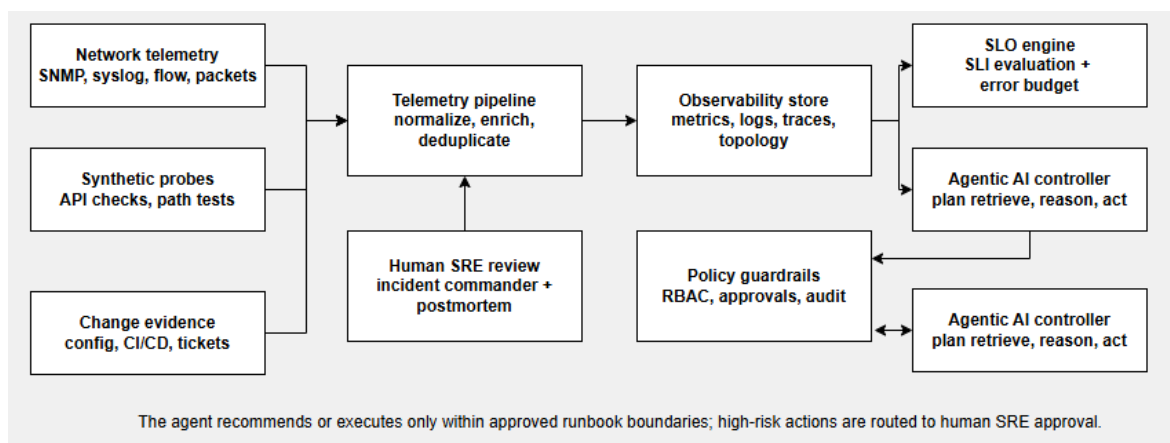 Network telemetry
SNMP, syslog, flow, packets
Synthetic probes
API checks, path tests
Change evidence
config, CI/CD, tickets
Telemetry pipeline
normalize, enrich,
deduplicate
Human SRE review
incident commander +
postmortem
Observability store
metrics, logs, traces,
topology
Policy guardrails
RBAC, approvals, audit
SLO engine
SLI evaluation +
error budget
Agentic AI controller
plan retrieve, reason, act
Agentic AI controller
plan retrieve, reason, act
The agent recommends or executes only within approved runbook boundaries; high-risk actions are routed to human SRE approval.